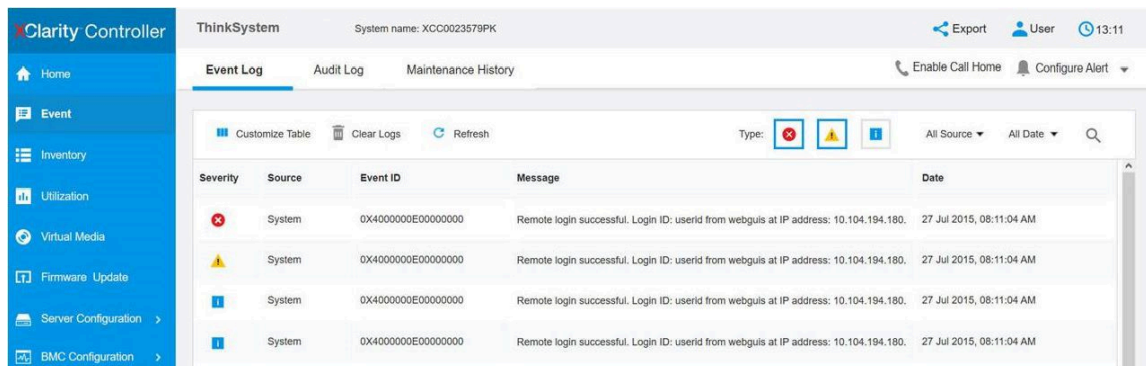 XClarity Controller
ThinkSystem System name: XCC0023579PK Export User 13:11
Home
Event Log Audit Log Maintenance History Enable Call Home Configure Alert
Event
Customize Table Clear Logs Refresh Type: All Source All Date
Inventory
Severity Source Event ID Message Date
Utilization
System 0X4000000E00000000 Remote login successful. Login ID: userid from webguis at IP address: 10.104.194.180. 27 Jul 2015, 08:11:04 AM
Virtual Media
System 0X4000000E00000000 Remote login successful. Login ID: userid from webguis at IP address: 10.104.194.180. 27 Jul 2015, 08:11:04 AM
Firmware Update
System 0X4000000E00000000 Remote login successful. Login ID: userid from webguis at IP address: 10.104.194.180. 27 Jul 2015, 08:11:04 AM
Server Configuration
System 0X4000000E00000000 Remote login successful. Login ID: userid from webguis at IP address: 10.104.194.180. 27 Jul 2015, 08:11:04 AM
BMC Configuration